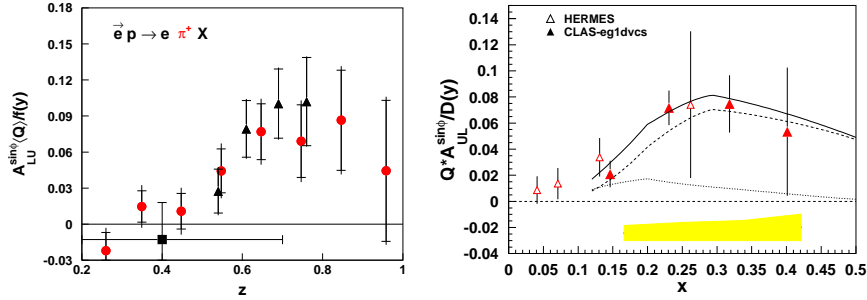 0.18
0.15
0.12
0.09
0.06
0.03
0
-0.03
A_LU^sinϕ⟨Q⟩/f(y)
e⃗ p → e π⁺ X
0.2 0.4 0.6 0.8 1
z
0.14
0.12
0.1
0.08
0.06
0.04
0.02
0
-0.02
-0.04
Q*A_UL^sinϕ/D(y)
HERMES
CLAS-eg1dvcs
0 0.05 0.1 0.15 0.2 0.25 0.3 0.35 0.4 0.45 0.5
x